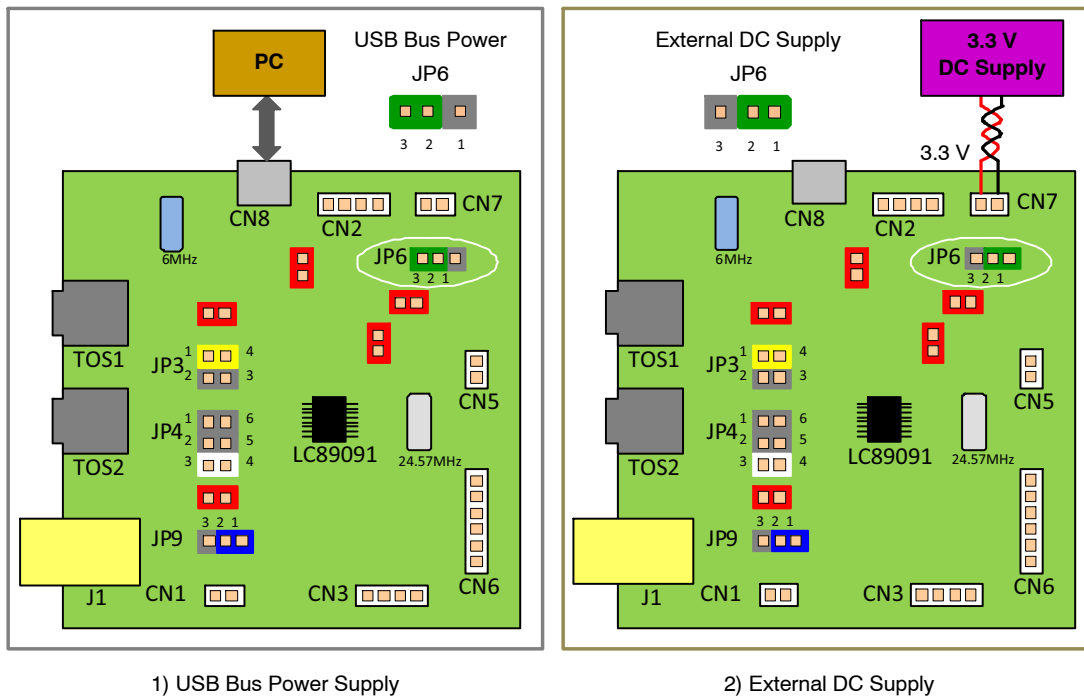 USB Bus Power
PC
JP6
3 2 1
CN8
CN2
CN7
6MHz
JP6
3 2 1
TOS1
JP3
1 4
2 3
CN5
TOS2
JP4
1 6
2 5
3 4
LC89091
24.57MHz
3 2 1
JP9
J1
CN1
CN3
CN6
1) USB Bus Power Supply
External DC Supply
JP6
3 2 1
3.3 V
DC Supply
3.3 V
CN8
CN2
CN7
6MHz
JP6
3 2 1
TOS1
JP3
1 4
2 3
CN5
TOS2
JP4
1 6
2 5
3 4
LC89091
24.57MHz
3 2 1
JP9
J1
CN1
CN3
CN6
2) External DC Supply